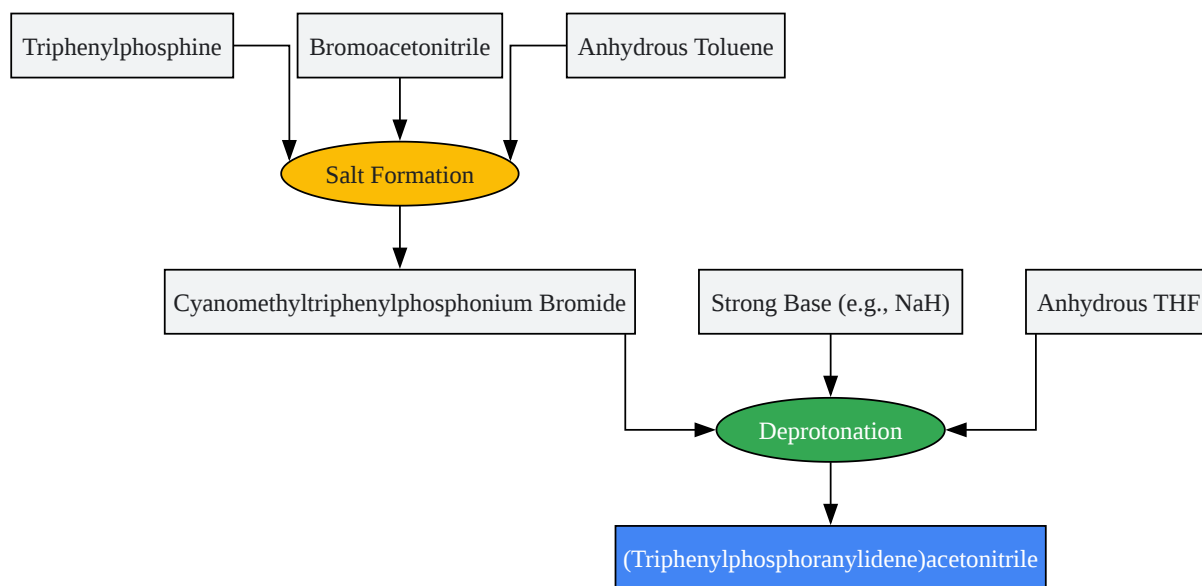 Triphenylphosphine
Bromoacetonitrile
Anhydrous Toluene
Salt Formation
Cyanomethyltriphenylphosphonium Bromide
Strong Base (e.g., NaH)
Anhydrous THF
Deprotonation
(Triphenylphosphoranylidene)acetonitrile